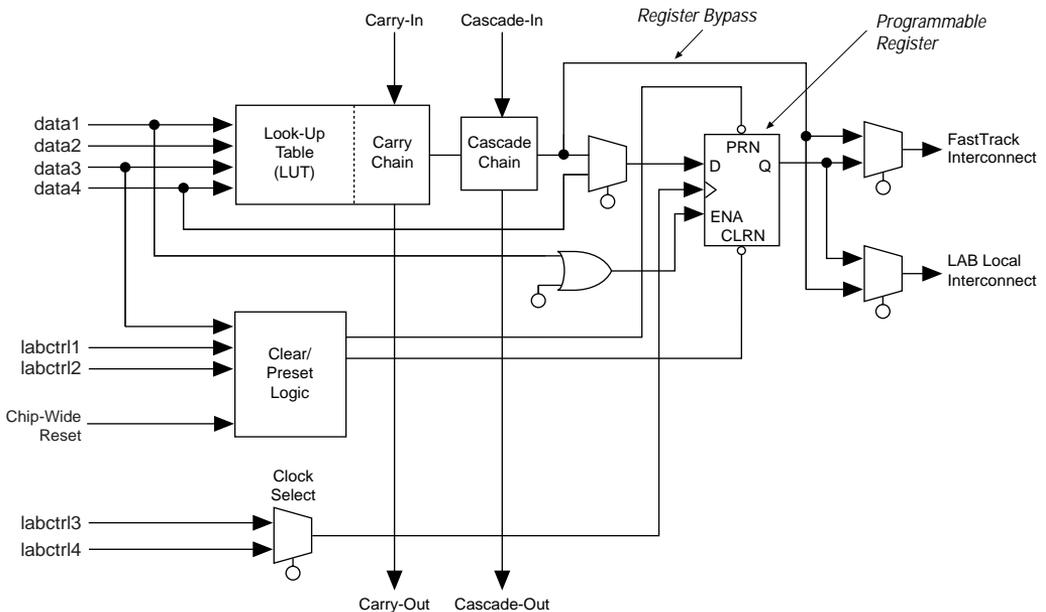 Carry-In
Cascade-In
Register Bypass
Programmable
Register
data1
data2
data3
data4
Look-Up
Table
(LUT)
Carry
Chain
Cascade
Chain
PRN
D
Q
ENA
CLRN
FastTrack
Interconnect
LAB Local
Interconnect
labctrl1
labctrl2
Chip-Wide
Reset
Clear/
Preset
Logic
Clock
Select
labctrl3
labctrl4
Carry-Out
Cascade-Out